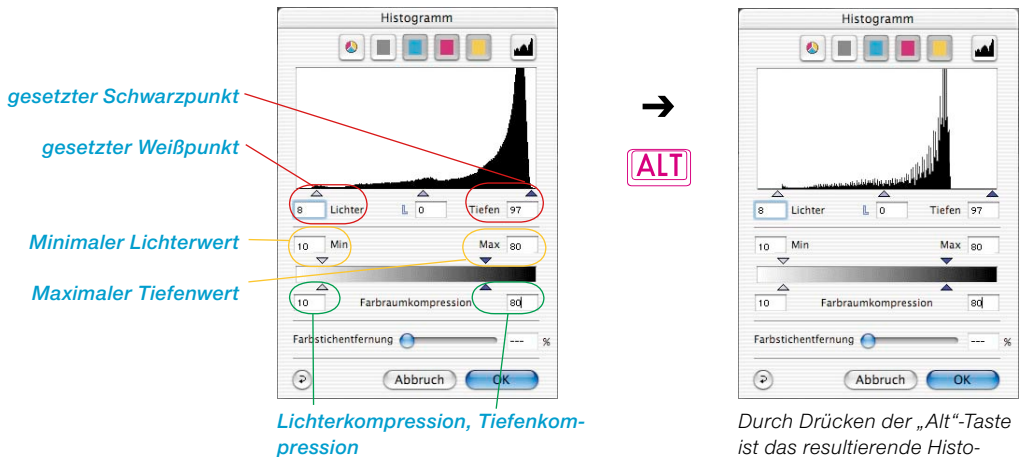 Histogramm
gesetzter Schwarzpunkt
gesetzter Weißpunkt
8 Lichter L 0 Tiefen 97
Minimaler Lichterwert
10 Min Max 80
Maximaler Tiefenwert
10 Farbraumkompression 80
Farbstichentfernung --- %
Abbruch OK
Lichterkompression, Tiefenkom-
pression
➔
ALT
Histogramm
8 Lichter L 0 Tiefen 97
10 Min Max 80
10 Farbraumkompression 80
Farbstichentfernung --- %
Abbruch OK
Durch Drücken der „Alt“-Taste
ist das resultierende Histo-